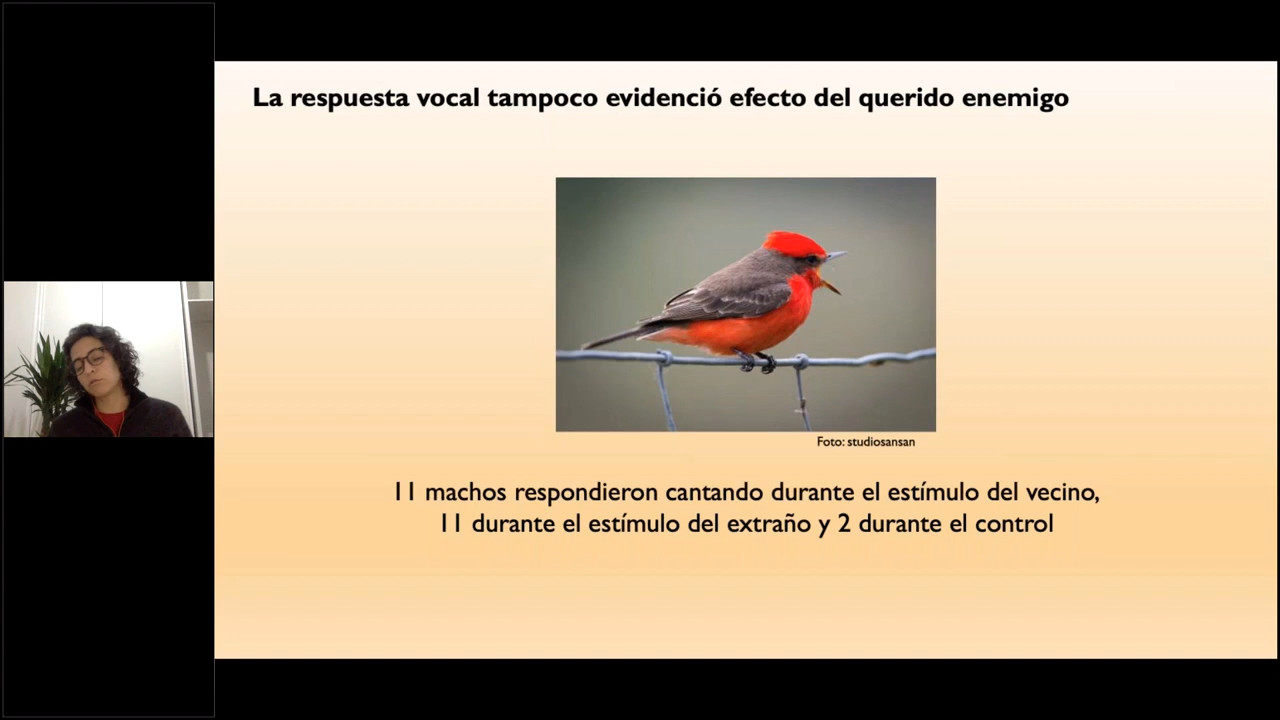 La respuesta vocal tampoco evidenció efecto del querido enemigo
Foto: studiosansan
11 machos respondieron cantando durante el estímulo del vecino,
11 durante el estímulo del extraño y 2 durante el control